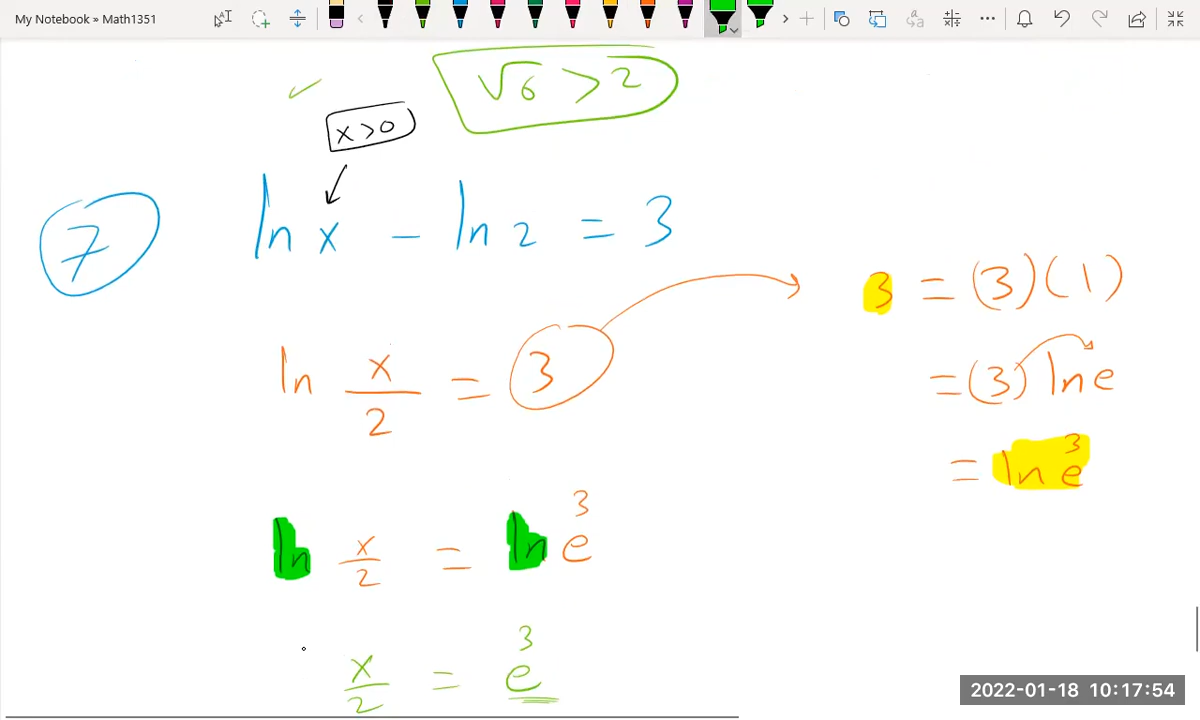 My Notebook » Math1351
✓ √6 > 2
x>0
7 ln x - ln 2 = 3
3 = (3)(1)
ln x/2 = 3
= (3) ln e
= ln e³
ln x/2 = ln e³
x/2 = e³
2022-01-18 10:17:54